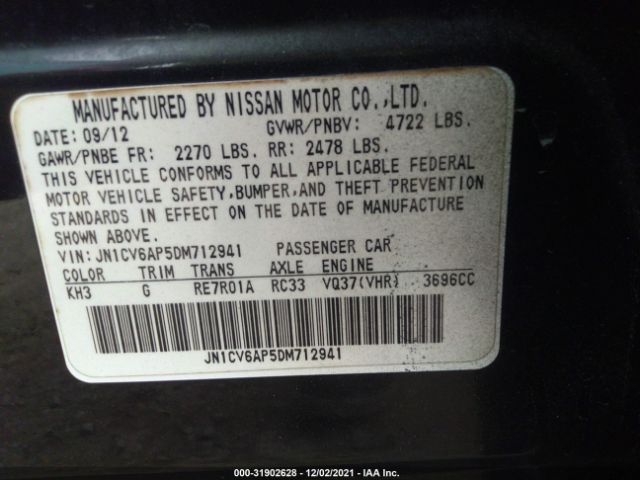 MANUFACTURED BY NISSAN MOTOR CO.,LTD.
DATE: 09/12 GVWR/PNBV: 4722 LBS.
GAWR/PNBE FR: 2270 LBS. RR: 2478 LBS.
THIS VEHICLE CONFORMS TO ALL APPLICABLE FEDERAL
MOTOR VEHICLE SAFETY,BUMPER,AND THEFT PREVENTION
STANDARDS IN EFFECT ON THE DATE OF MANUFACTURE
SHOWN ABOVE.
VIN: JN1CV6AP5DM712941 PASSENGER CAR
COLOR TRIM TRANS AXLE ENGINE
KH3 G RE7R01A RC33 VQ37(VHR) 3696CC
JN1CV6AP5DM712941
000-31902628 - 12/02/2021 - IAA Inc.